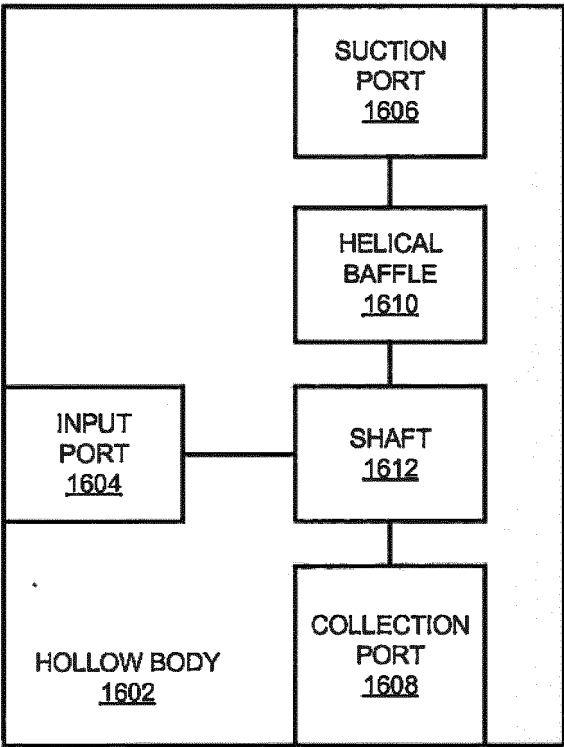 SUCTION
PORT
1606
HELICAL
BAFFLE
1610
INPUT
PORT
1604
SHAFT
1612
COLLECTION
PORT
1608
HOLLOW BODY
1602